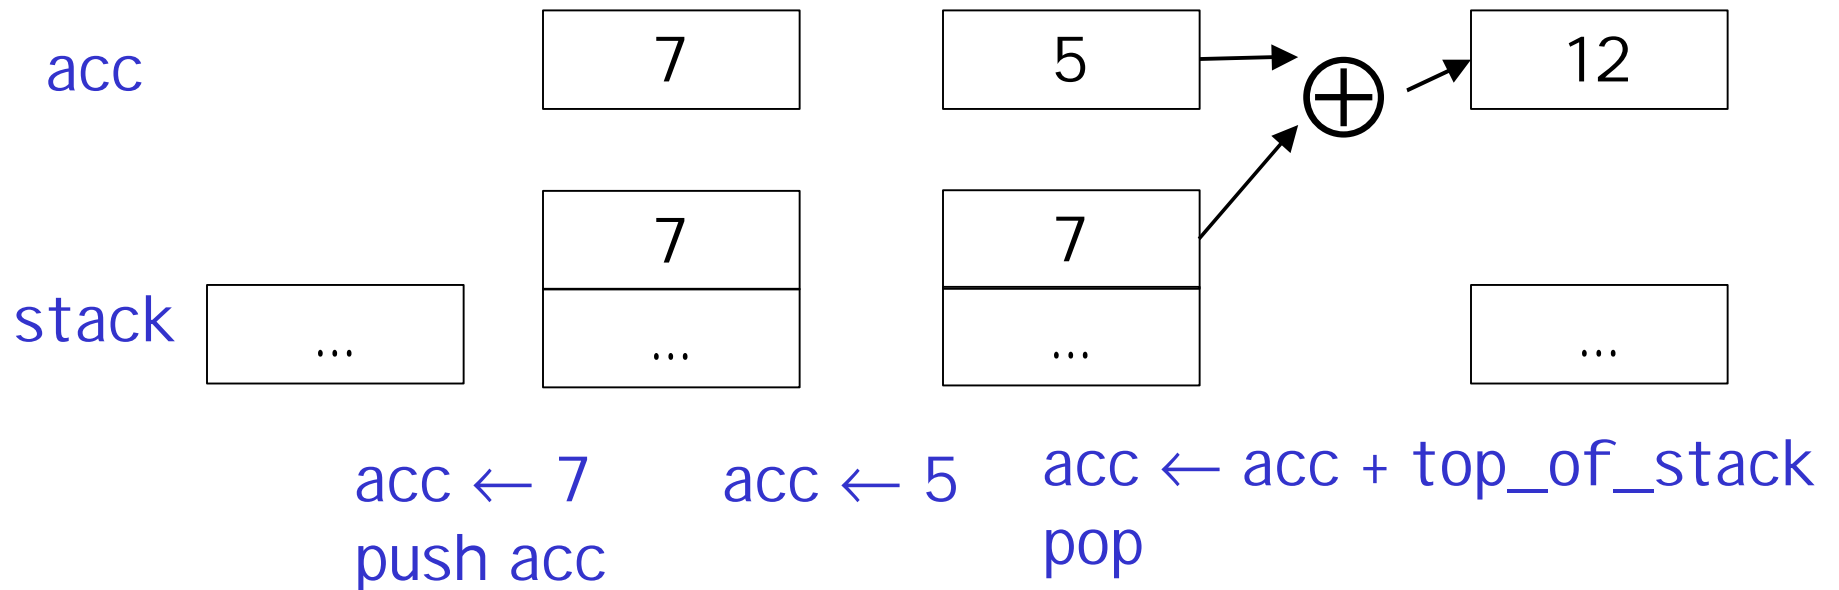 acc 7 5 ⊕ 12
7 7
stack ... ... ... ...
acc ← 7 acc ← 5 acc ← acc + top_of_stack
push acc pop